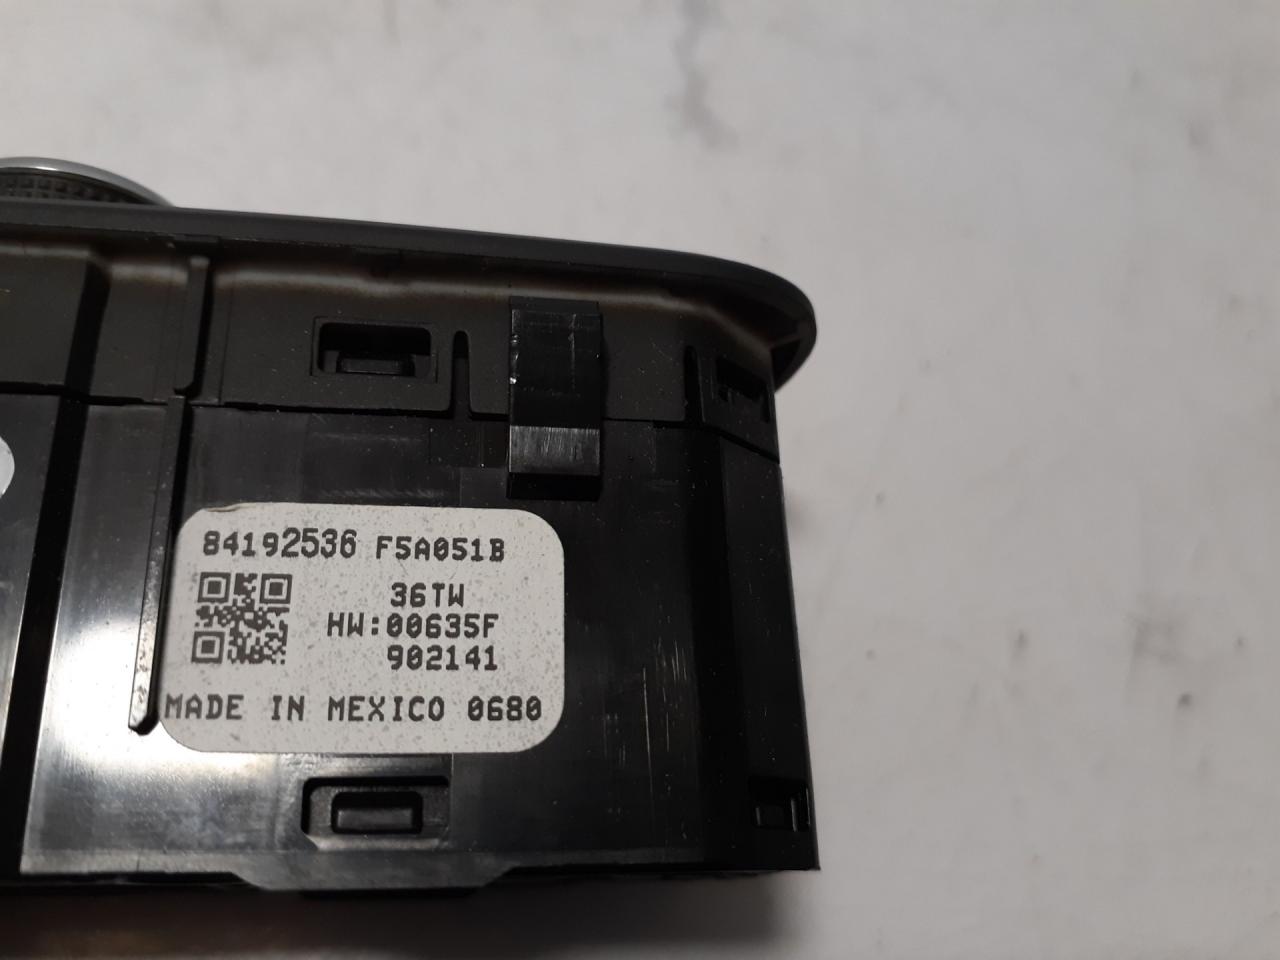 84192536 F5A051B
36TW
HW:00635F
902141
MADE IN MEXICO 0680